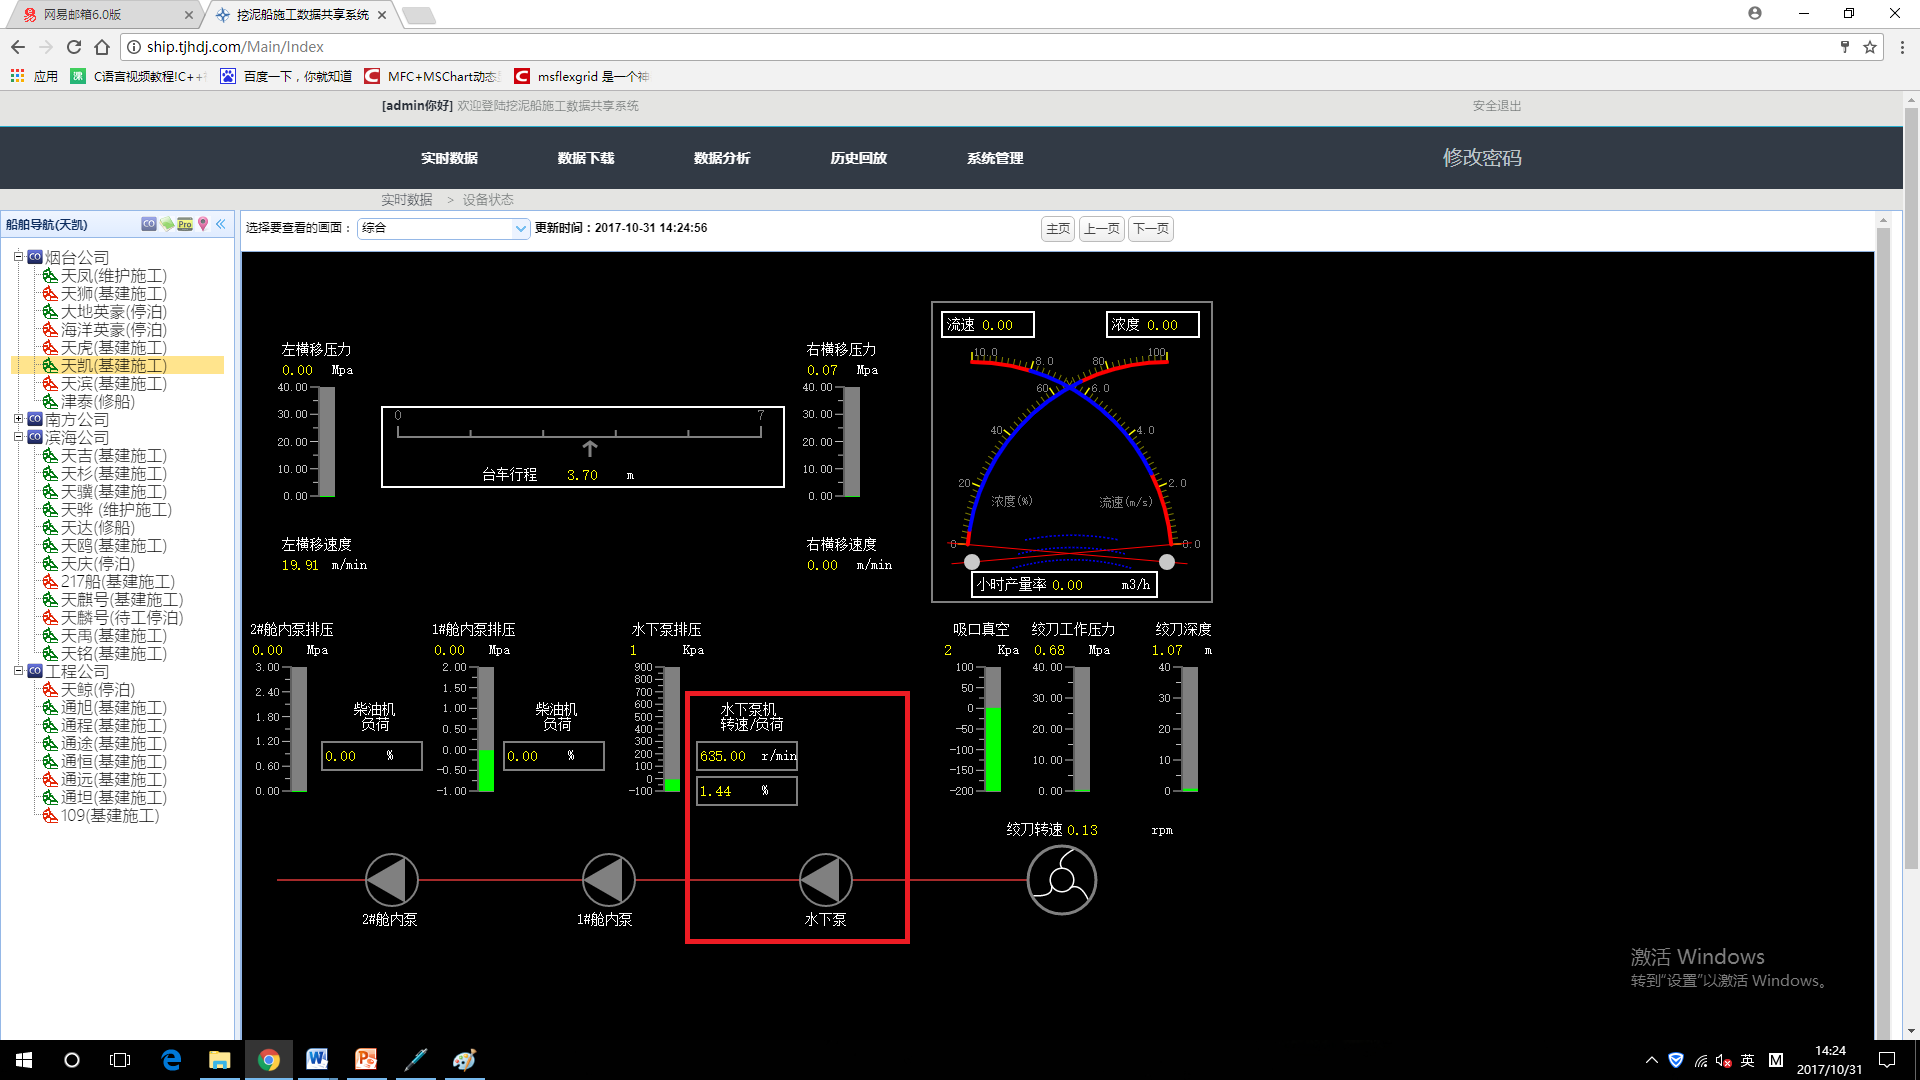 网易邮箱6.0版
挖泥船施工数据共享系统
ship.tjhdj.com/Main/Index
应用
C语言视频教程!C++
百度一下，你就知道
MFC+MSChart动态
msflexgrid 是一个神
[admin你好] 欢迎登陆挖泥船施工数据共享系统
安全退出
实时数据
数据下载
数据分析
历史回放
系统管理
修改密码
实时数据 > 设备状态
船舶导航(天凯)
CO
Pro
选择要查看的画面：
综合
更新时间：2017-10-31 14:24:56
主页
上一页
下一页
烟台公司
天凤(维护施工)
天狮(基建施工)
大地英豪(停泊)
海洋英豪(停泊)
天虎(基建施工)
天凯(基建施工)
天滨(基建施工)
津泰(修船)
南方公司
滨海公司
天吉(基建施工)
天杉(基建施工)
天骥(基建施工)
天骅 (维护施工)
天达(修船)
天鸥(基建施工)
天庆(停泊)
217船(基建施工)
天麒号(基建施工)
天麟号(待工停泊)
天禹(基建施工)
天铭(基建施工)
工程公司
天鲸(停泊)
通旭(基建施工)
通程(基建施工)
通途(基建施工)
通恒(基建施工)
通远(基建施工)
通坦(基建施工)
109(基建施工)
左横移压力
0.00 Mpa
40.00
30.00
20.00
10.00
0.00
0 7
台车行程 3.70 m
右横移压力
0.07 Mpa
40.00
30.00
20.00
10.00
0.00
左横移速度
19.91 m/min
右横移速度
0.00 m/min
流速 0.00
浓度 0.00
10.0
8.0
6.0
4.0
2.0
0.0
100
80
60
40
20
0
浓度(%)
流速(m/s)
小时产量率 0.00 m3/h
2#舱内泵排压
0.00 Mpa
3.00
2.40
1.80
1.20
0.60
0.00
柴油机
负荷
0.00 %
1#舱内泵排压
0.00 Mpa
2.00
1.50
1.00
0.50
0.00
-0.50
-1.00
柴油机
负荷
0.00 %
水下泵排压
1 Kpa
900
800
700
600
500
400
300
200
100
0
-100
水下泵机
转速/负荷
635.00 r/min
1.44 %
吸口真空
2 Kpa
100
50
0
-50
-100
-150
-200
绞刀工作压力
0.68 Mpa
40.00
30.00
20.00
10.00
0.00
绞刀深度
1.07 m
40
30
20
10
0
绞刀转速 0.13 rpm
2#舱内泵
1#舱内泵
水下泵
激活 Windows
转到"设置"以激活 Windows。
英
M
14:24
2017/10/31